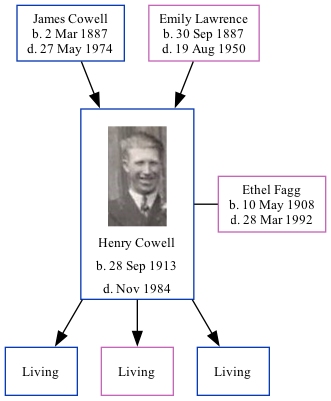 James Cowell
b. 2 Mar 1887
d. 27 May 1974
Emily Lawrence
b. 30 Sep 1887
d. 19 Aug 1950
Ethel Fagg
b. 10 May 1908
d. 28 Mar 1992
Henry Cowell
b. 28 Sep 1913
d. Nov 1984
Living
Living
Living